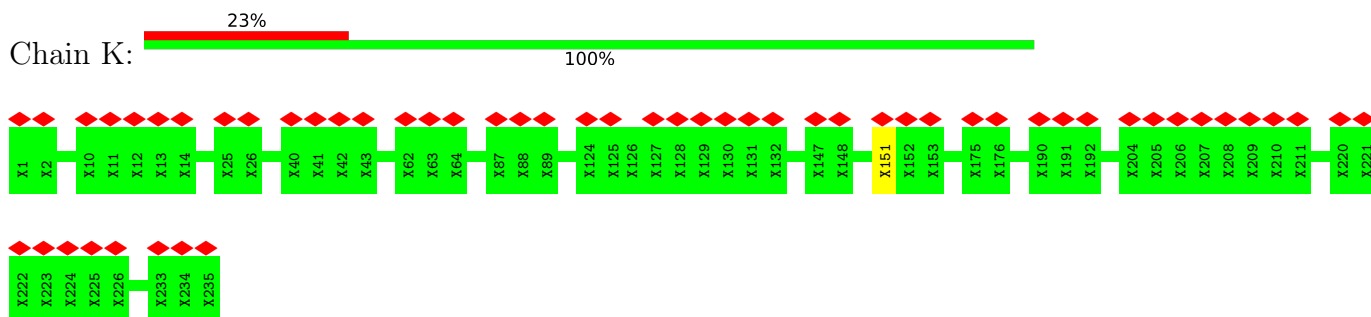 23%
Chain K:
100%
X1 X2 X10 X11 X12 X13 X14 X25 X26 X40 X41 X42 X43 X62 X63 X64 X87 X88 X89 X124 X125 X126 X127 X128 X129 X130 X131 X132 X147 X148 X151 X152 X153 X175 X176 X190 X191 X192 X204 X205 X206 X207 X208 X209 X210 X211 X220 X221
X222 X223 X224 X225 X226 X233 X234 X235